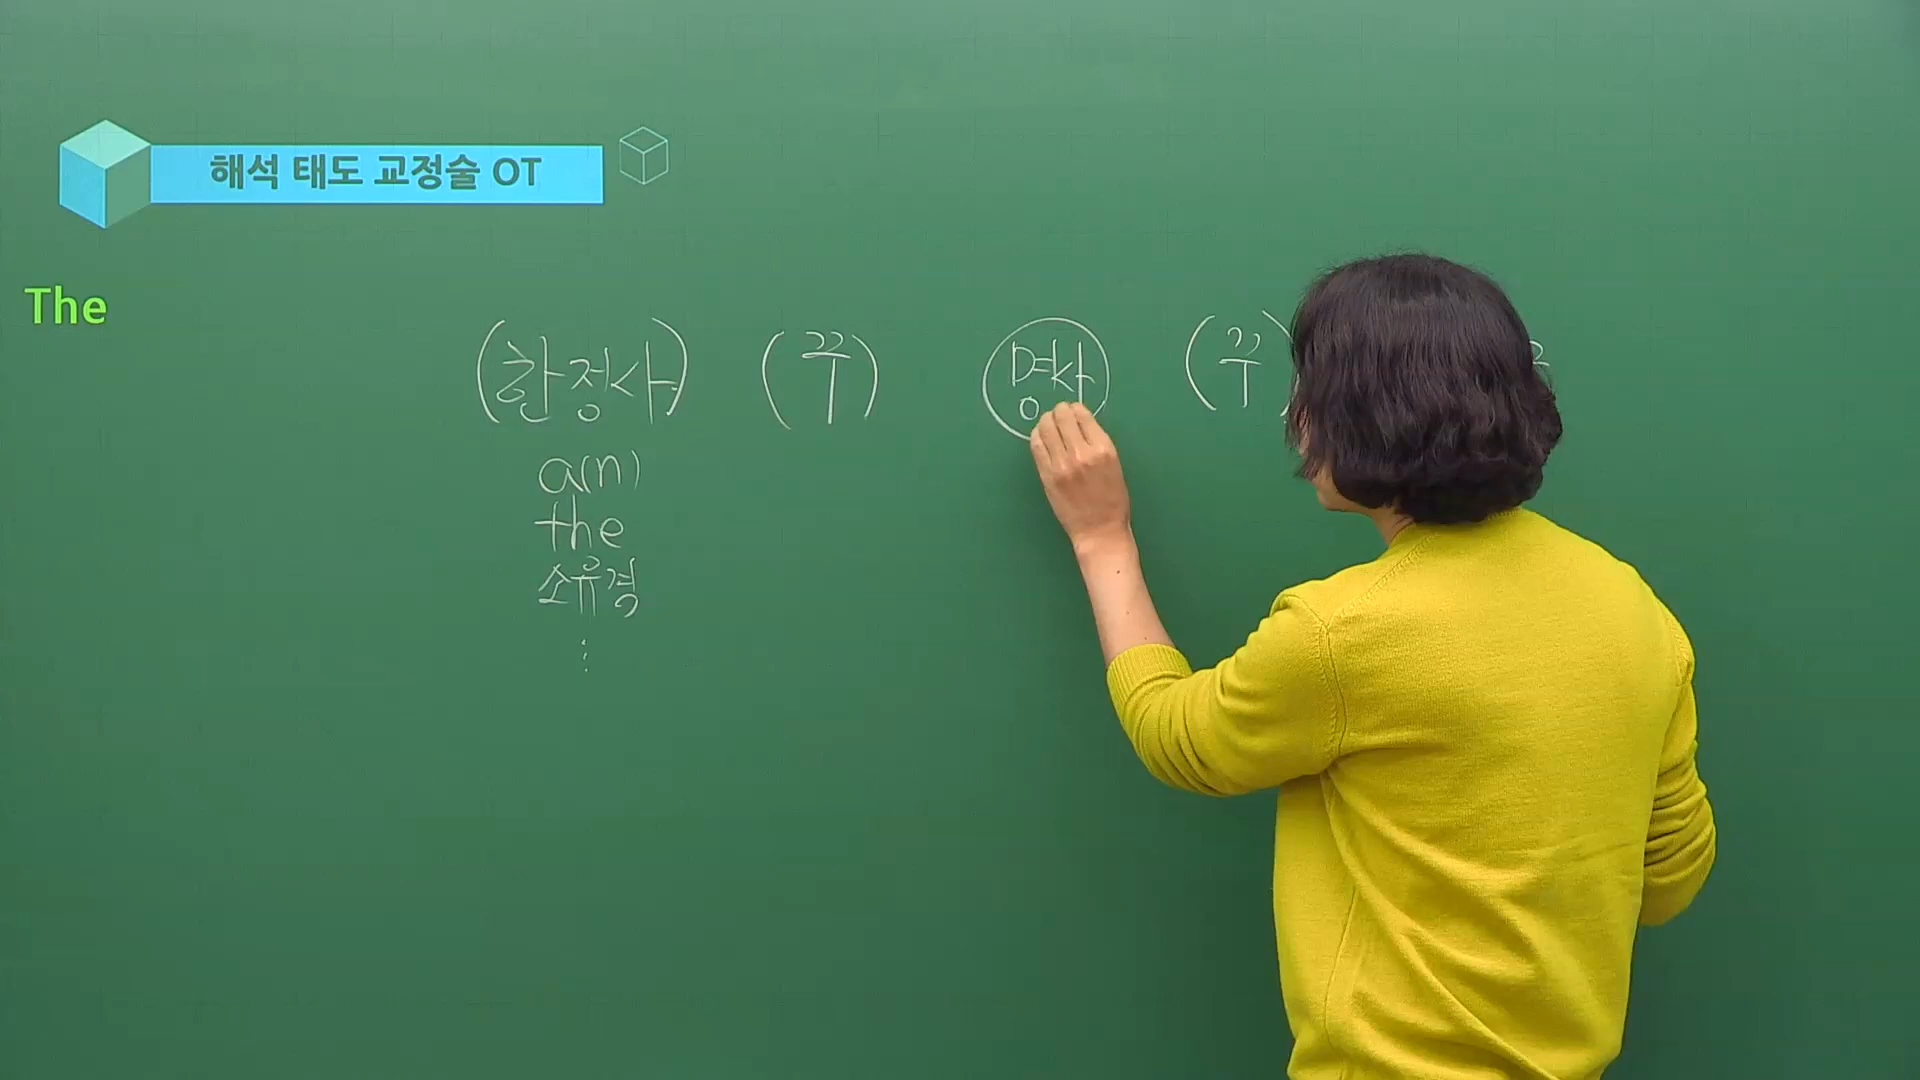 해석 태도 교정술 OT
The
(한정사) (꾸) 명사 (꾸)
a(n)
the
소유격
⋮